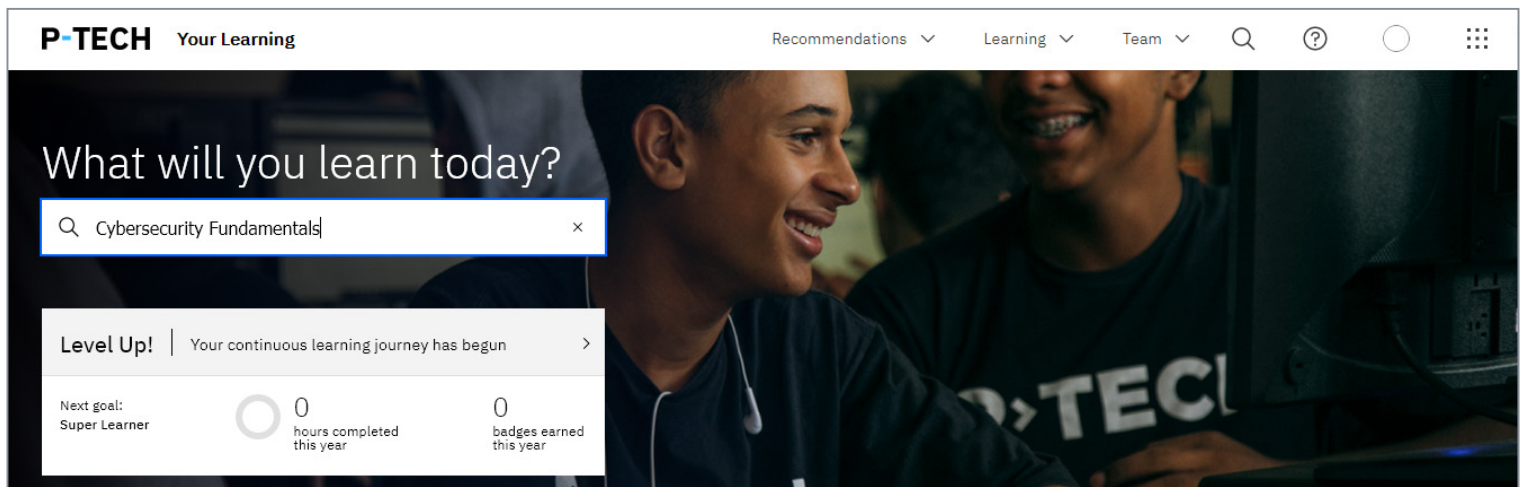 P-TECH Your Learning Recommendations Learning Team
What will you learn today?
Cybersecurity Fundamentals
Level Up! Your continuous learning journey has begun
Next goal:
Super Learner
0
hours completed
this year
0
badges earned
this year
P>TECH